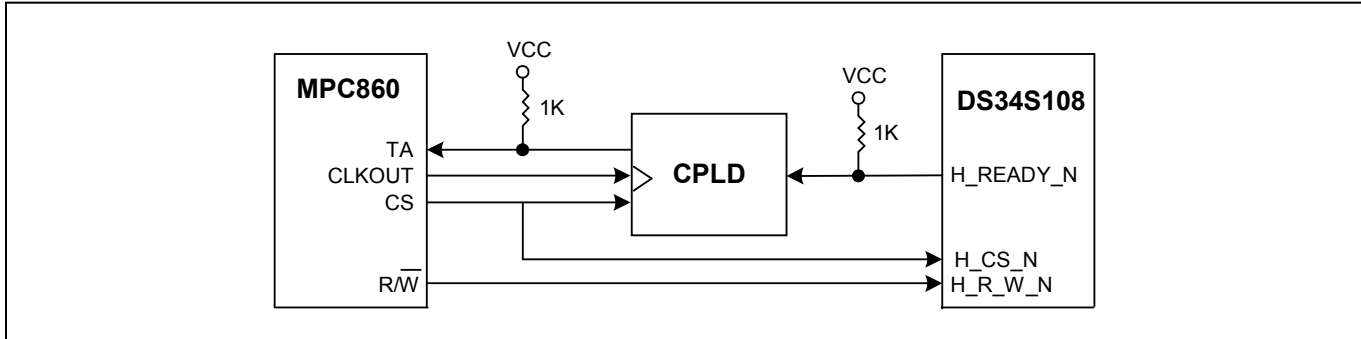 MPC860
VCC
1K
TA
CLKOUT
CS
R/W̅
CPLD
VCC
1K
DS34S108
H_READY_N
H_CS_N
H_R_W_N